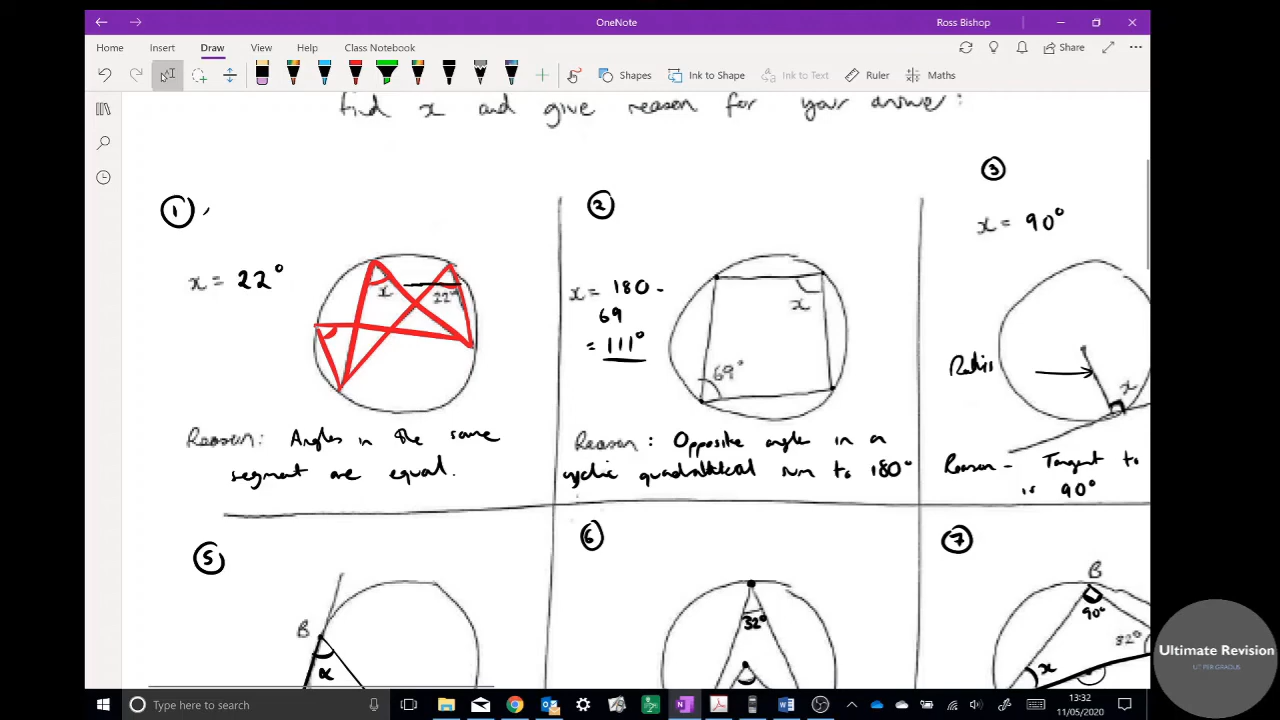 OneNote
Ross Bishop
Home Insert Draw View Help Class Notebook
Share
Shapes Ink to Shape Ink to Text Ruler Maths
find x and give reason for your answer:
1
x = 22°
x
22°
Reason: Angles in the same
segment are equal.
2
x = 180 -
69
= 111°
x
69°
Reason: Opposite angle in a
cyclic quadrilateral sum to 180°
3
x = 90°
Radius
x
Reason - Tangent to
is 90°
5
B
α
6
32°
7
B
90°
82°
x
Ultimate Revision
UT PER GRADUS
Type here to search
13:32
11/05/2020